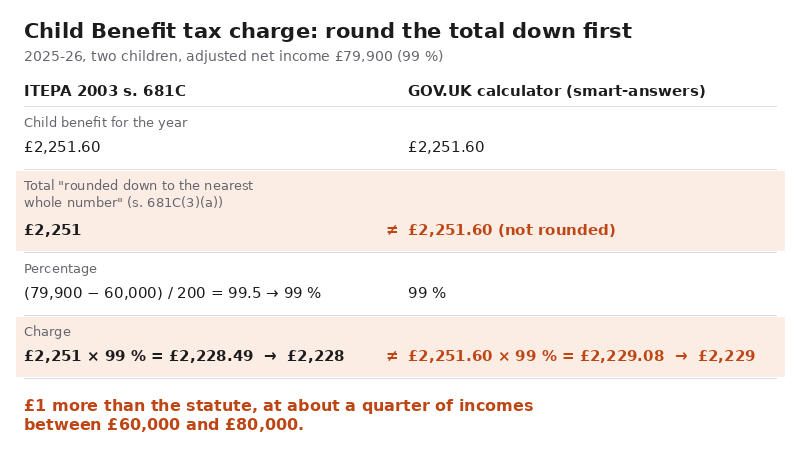 Child Benefit tax charge: round the total down first
2025-26, two children, adjusted net income £79,900 (99 %)
ITEPA 2003 s. 681C GOV.UK calculator (smart-answers)
Child benefit for the year
£2,251.60 £2,251.60
Total "rounded down to the nearest
whole number" (s. 681C(3)(a))
£2,251 ≠ £2,251.60 (not rounded)
Percentage
(79,900 − 60,000) / 200 = 99.5 → 99 % 99 %
Charge
£2,251 × 99 % = £2,228.49 → £2,228 ≠ £2,251.60 × 99 % = £2,229.08 → £2,229
£1 more than the statute, at about a quarter of incomes
between £60,000 and £80,000.